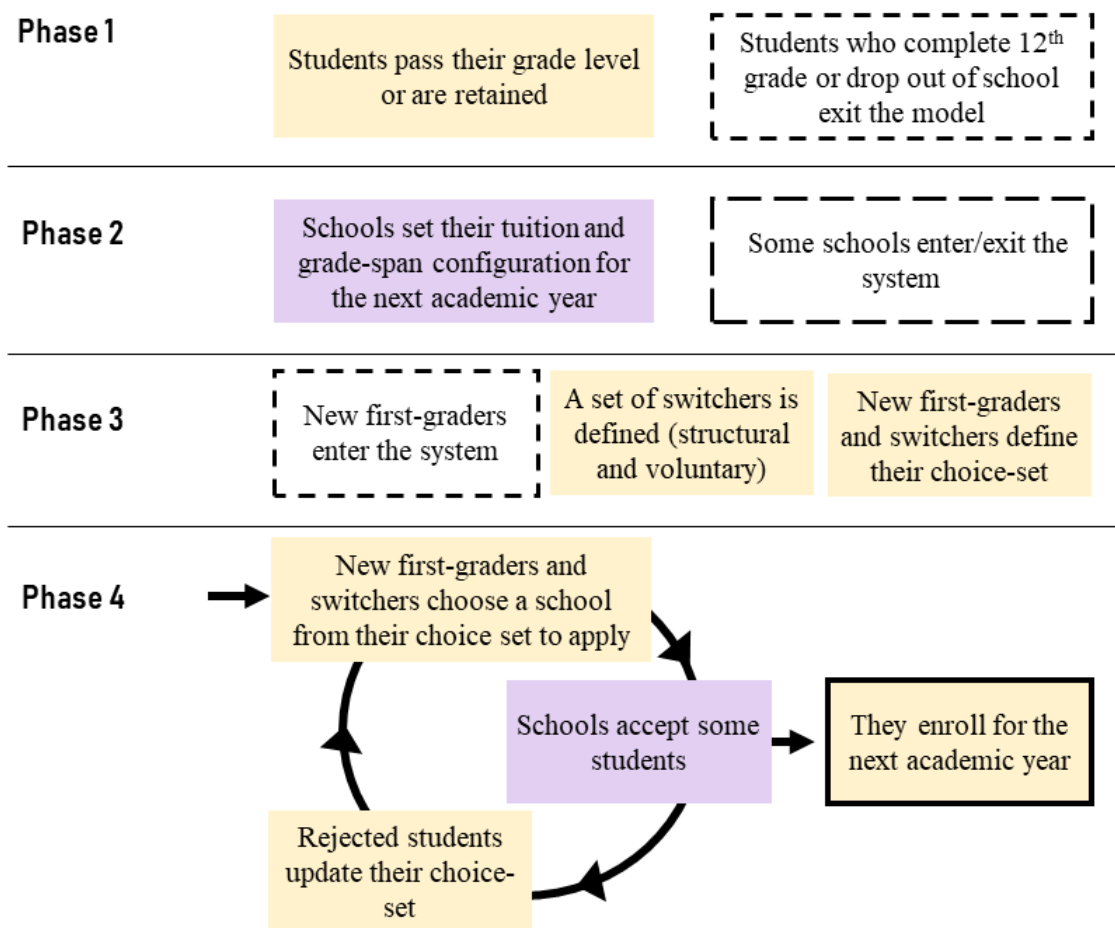 Phase 1
Students pass their grade level
or are retained
Students who complete 12th
grade or drop out of school
exit the model
Phase 2
Schools set their tuition and
grade-span configuration for
the next academic year
Some schools enter/exit the
system
Phase 3
New first-graders
enter the system
A set of switchers is
defined (structural
and voluntary)
New first-graders
and switchers define
their choice-set
Phase 4
New first-graders and
switchers choose a school
from their choice set to apply
Schools accept some
students
They enroll for the
next academic year
Rejected students
update their choice-
set